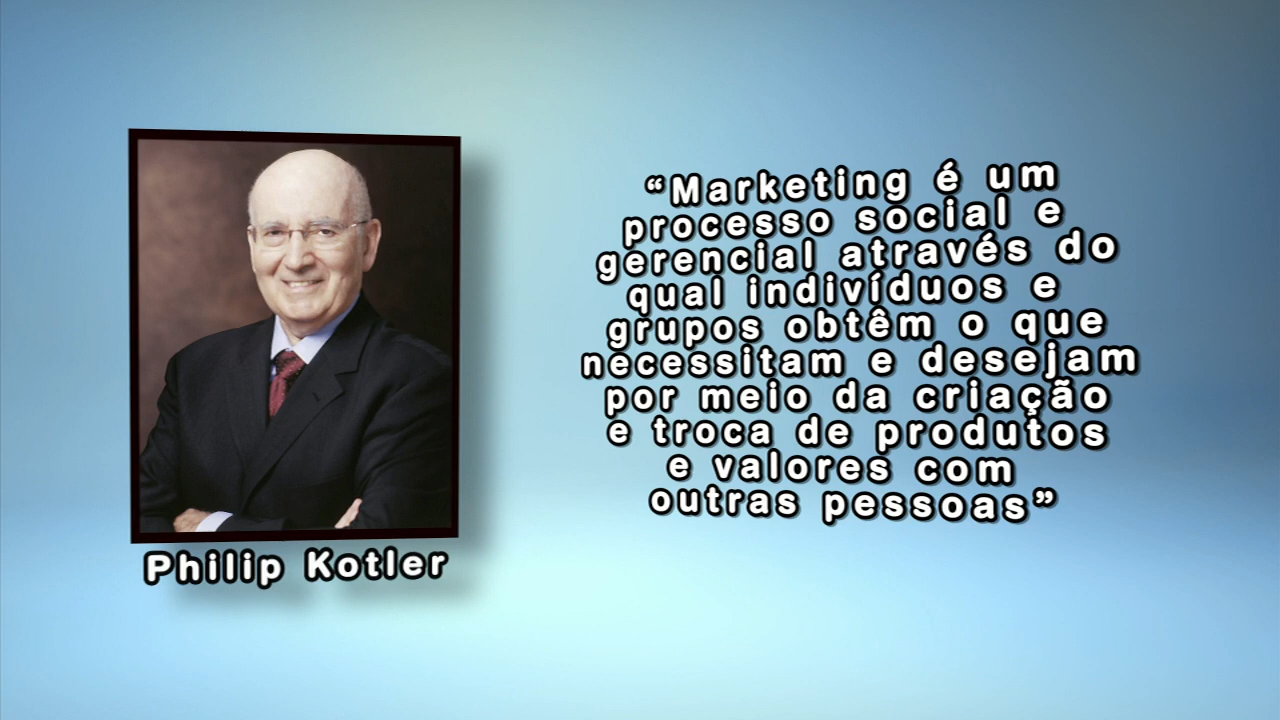 “Marketing é um
processo social e
gerencial através do
qual indivíduos e
grupos obtêm o que
necessitam e desejam
por meio da criação
e troca de produtos
e valores com
outras pessoas”
Philip Kotler